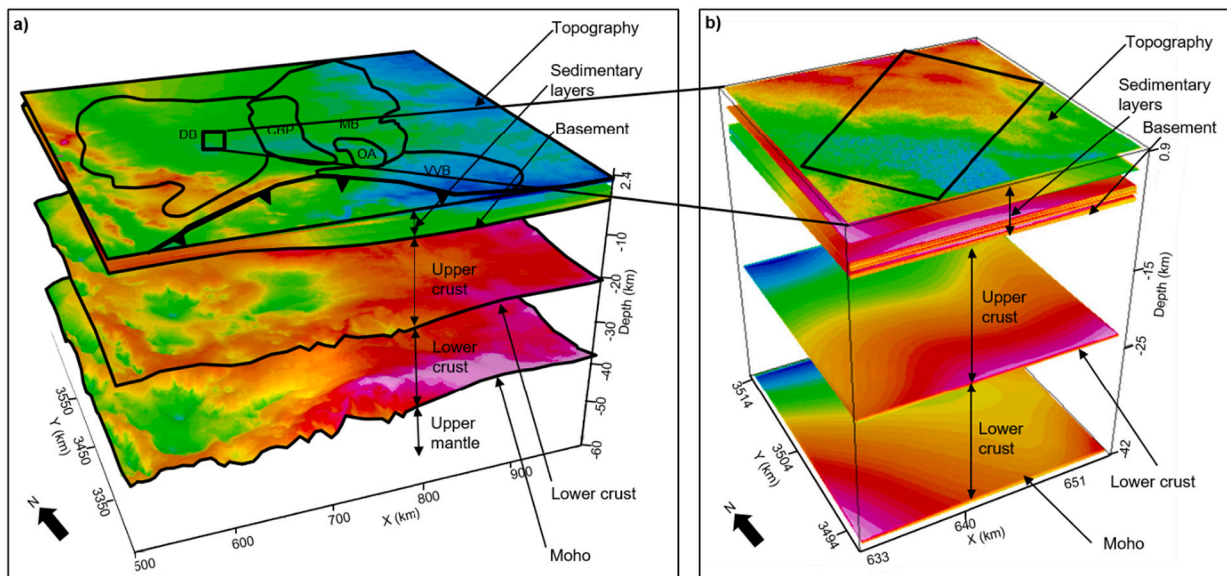 a)
Topography
Sedimentary
layers
Basement
DB
CBP
MB
OA
VVB
2.4
-10
-20
-30
-40
-50
-60
Depth (km)
Upper
crust
Lower
crust
Upper
mantle
3550
3450
3350
Y (km)
N
500
600
700
800
900
X (km)
Lower crust
Moho
b)
Topography
Sedimentary
layers
Basement
0.9
-15
-25
-42
Depth (km)
Upper
crust
Lower
crust
3514
3504
3494
Y (km)
N
633
640
651
X (km)
Lower crust
Moho